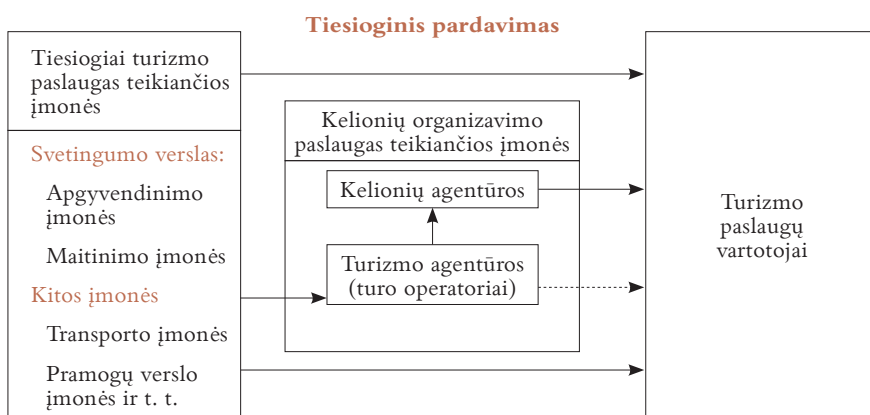 Tiesioginis pardavimas
Tiesiogiai turizmo
paslaugas teikiančios
įmonės
Svetingumo verslas:
Apgyvendinimo
įmonės
Maitinimo įmonės
Kitos įmonės
Transporto įmonės
Pramogų verslo
įmonės ir t. t.
Kelionių organizavimo
paslaugas teikiančios įmonės
Kelionių agentūros
Turizmo agentūros
(turo operatoriai)
Turizmo
paslaugų
vartotojai